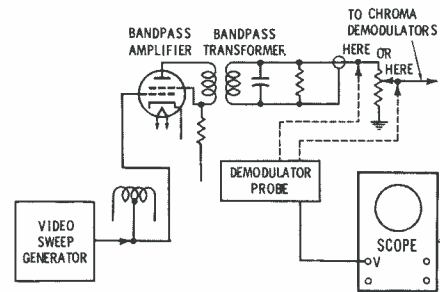 TO CHROMA
DEMODULATORS
BANDPASS
AMPLIFIER
BANDPASS
TRANSFORMER
HERE
OR
HERE
DEMODULATOR
PROBE
VIDEO
SWEEP
GENERATOR
SCOPE
V